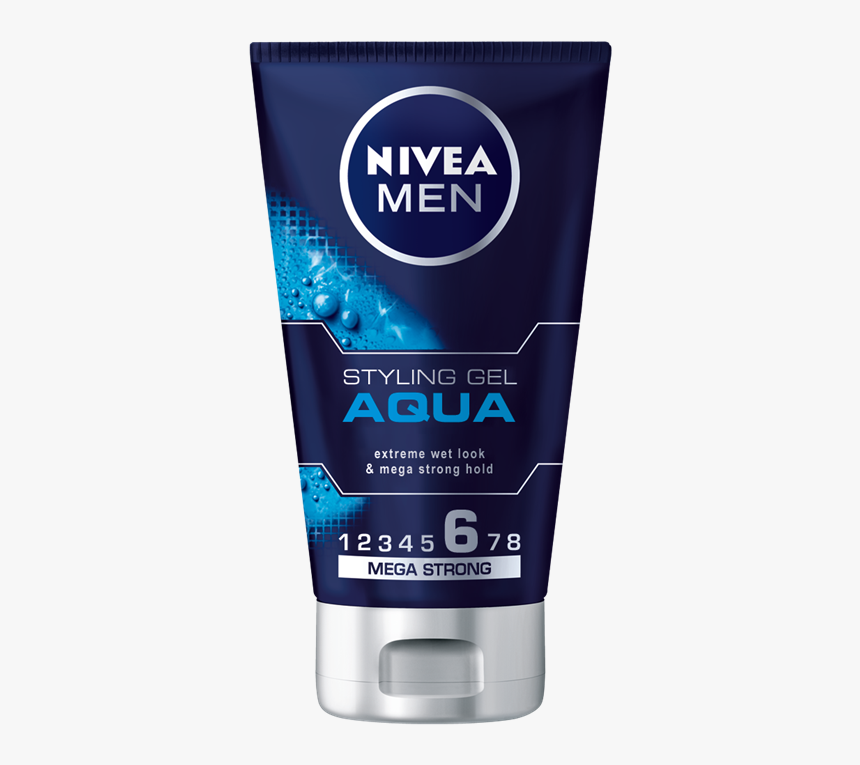 NIVEA
MEN
STYLING GEL
AQUA
extreme wet look
& mega strong hold
12345678
MEGA STRONG